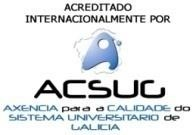 ACREDITADO
INTERNACIONALMENTE POR
ACSUG
AXENCIA para a CALIDADE do
SISTEMA UNIVERSITARIO de
GALICIA